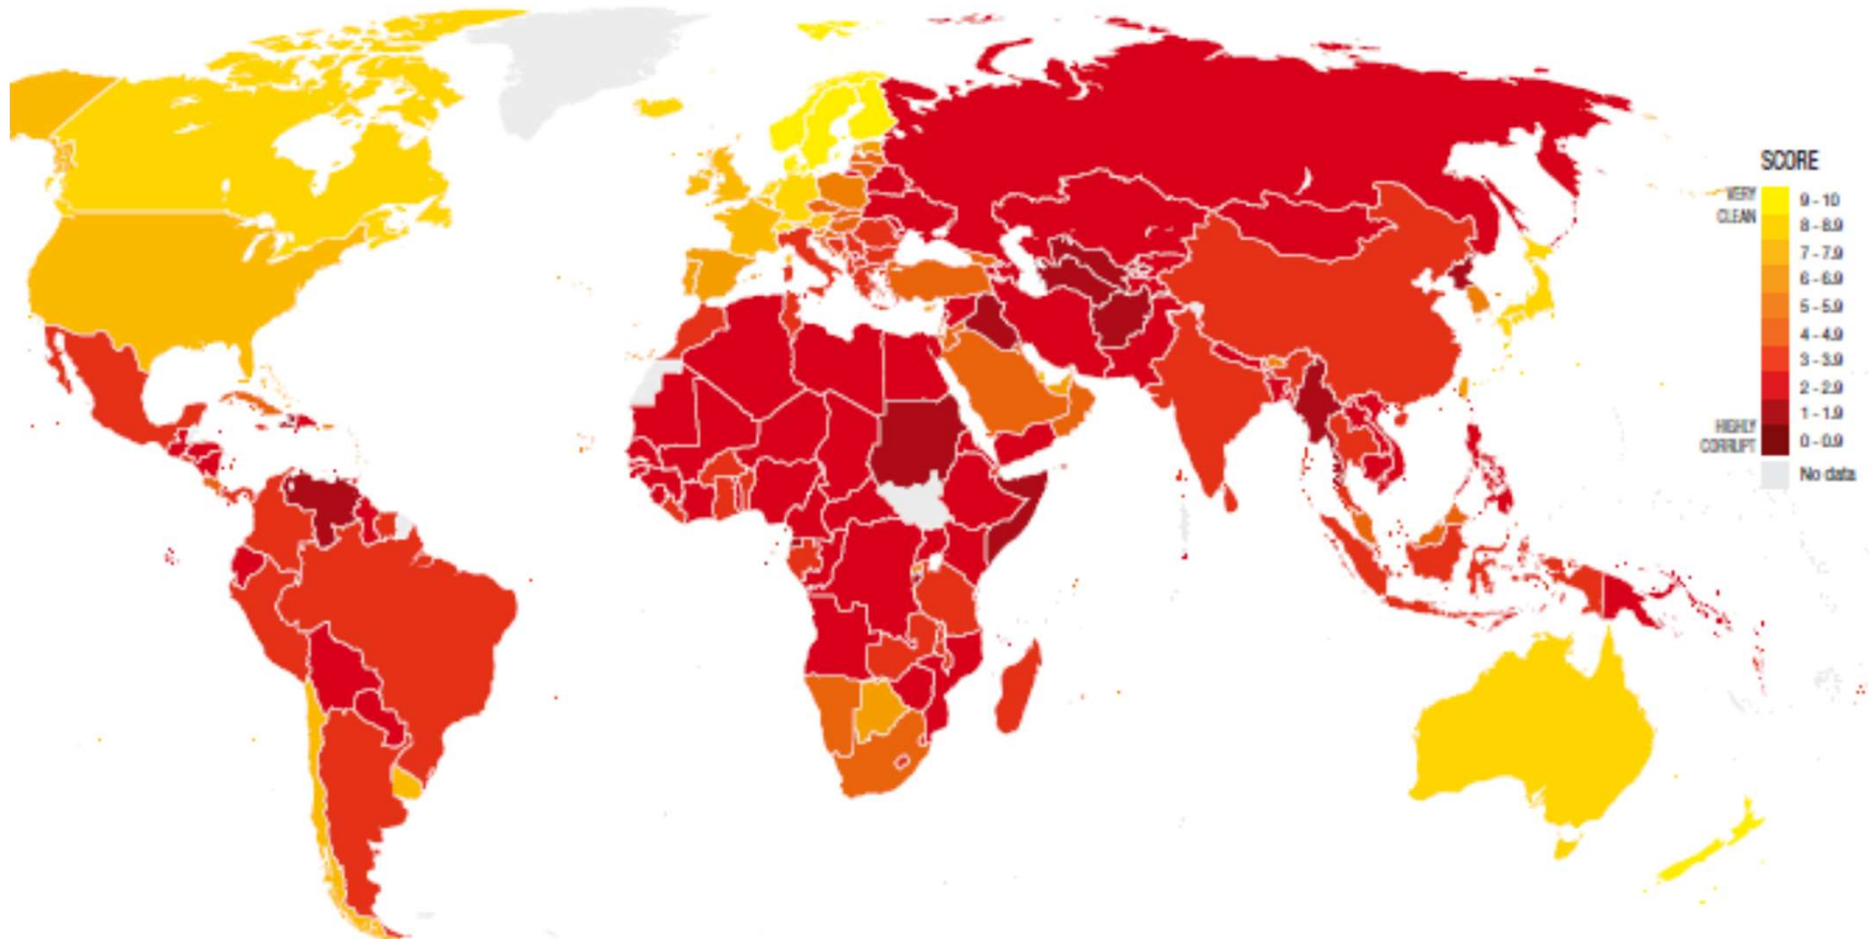 SCORE
VERY
CLEAN
9 - 10
8 - 8.9
7 - 7.9
6 - 6.9
5 - 5.9
4 - 4.9
3 - 3.9
2 - 2.9
1 - 1.9
0 - 0.9
HIGHLY
CORRUPT
No data